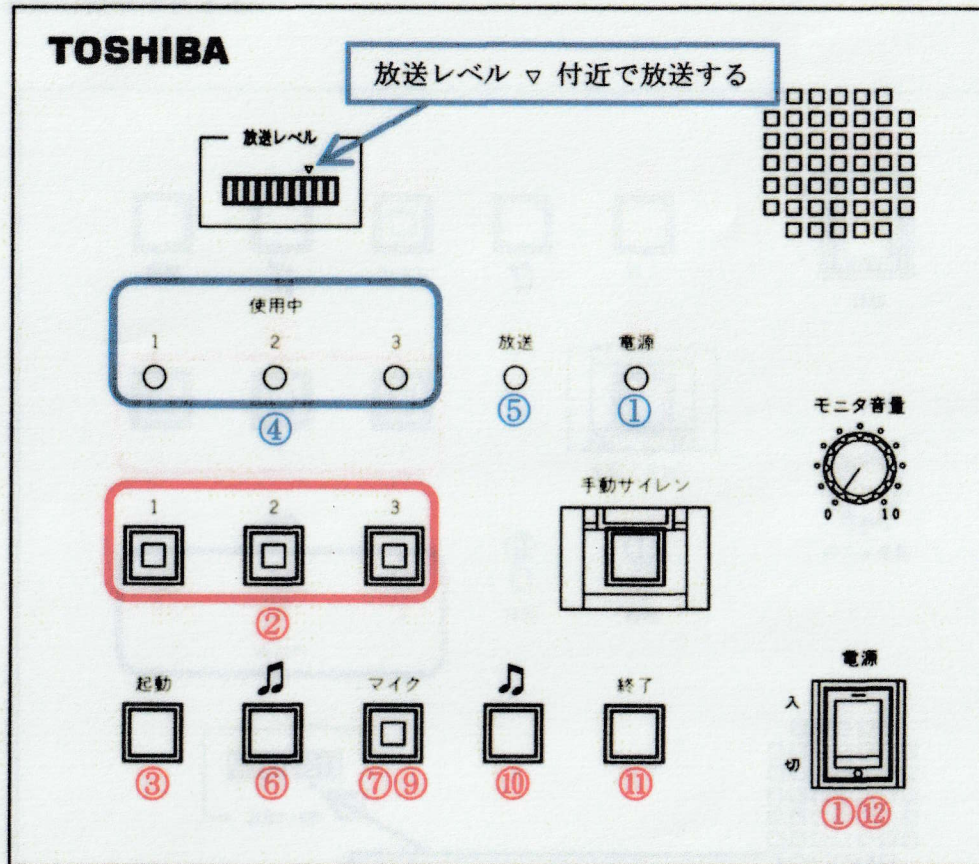 TOSHIBA
放送レベル ▽ 付近で放送する
放送レベル
▽
使用中
1 2 3 放送 電源
④ ⑤ ①
モニタ音量
0 10
手動サイレン
1 2 3
②
起動 ♫ マイク ♫ 終了
電源
入
切
③ ⑥ ⑦⑨ ⑩ ⑪ ①⑫